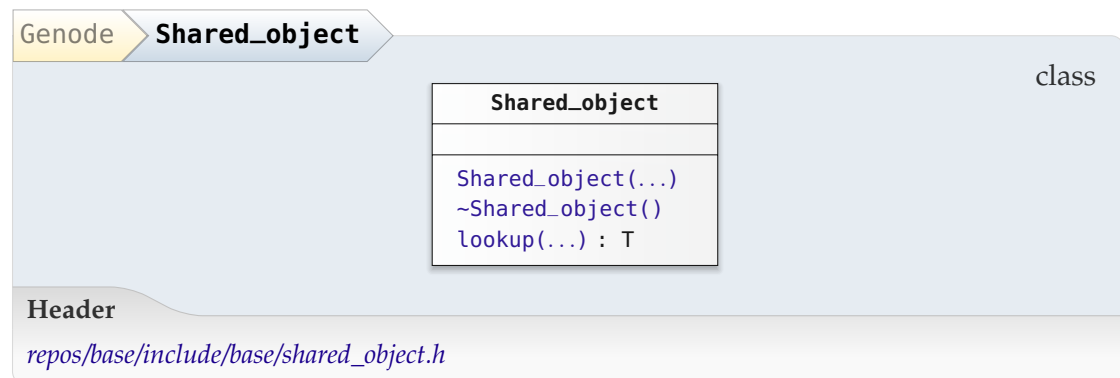 Genode Shared_object
class
Shared_object
Shared_object(...)
~Shared_object()
lookup(...) : T
Header
repos/base/include/base/shared_object.h